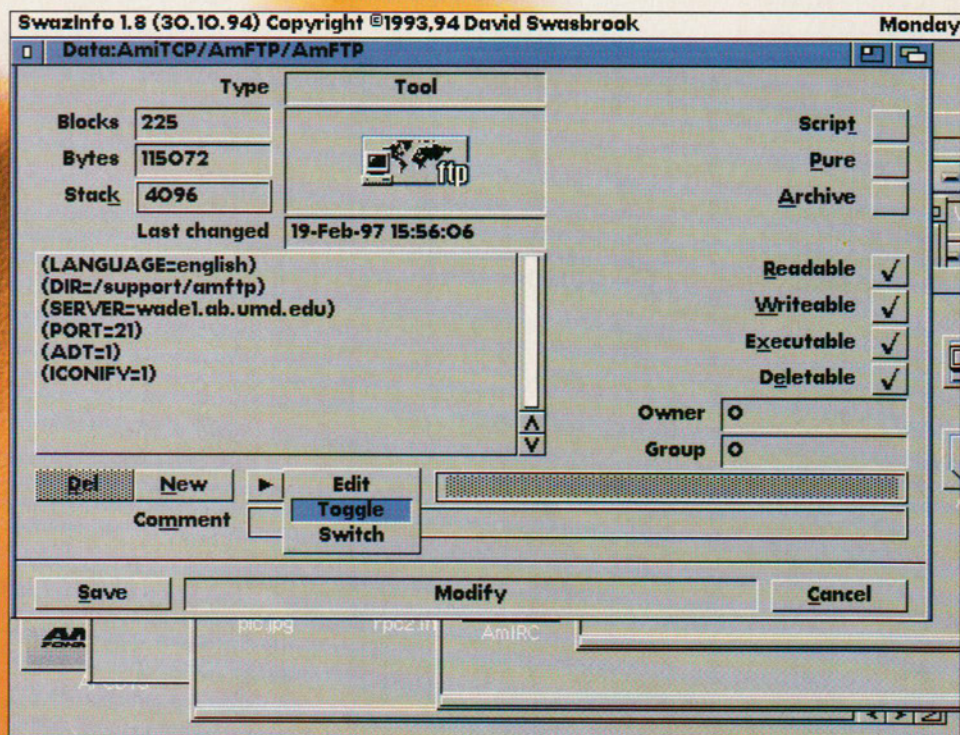 SwazInfo 1.8 (30.10.94) Copyright ©1993,94 David Swasbrook Monday
Data:AmiTCP/AmFTP/AmFTP
Type Tool
Blocks 225
Bytes 115072
Stack 4096
ftp
Last changed 19-Feb-97 15:56:06
Script
Pure
Archive
(LANGUAGE=english)
(DIR=/support/amftp)
(SERVER=wade1.ab.umd.edu)
(PORT=21)
(ADT=1)
(ICONIFY=1)
Readable
Writeable
Executable
Deletable
Owner 0
Group 0
Del New Edit
Toggle
Switch
Comment
Save Modify Cancel
pic.jpg
AmIRC